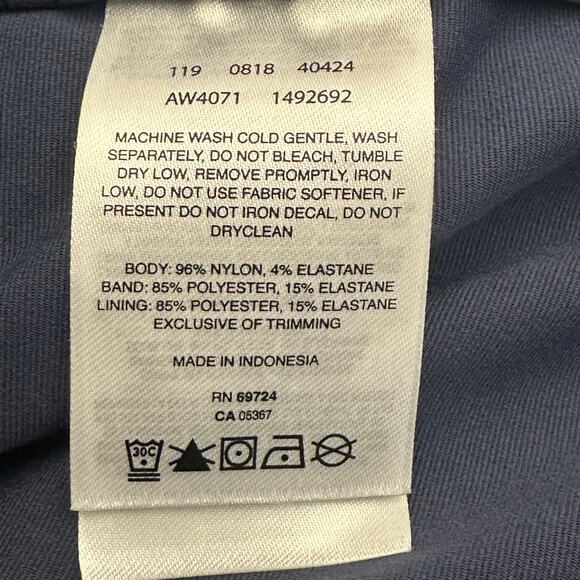 119 0818 40424
AW4071 1492692
MACHINE WASH COLD GENTLE, WASH
SEPARATELY, DO NOT BLEACH, TUMBLE
DRY LOW, REMOVE PROMPTLY, IRON
LOW, DO NOT USE FABRIC SOFTENER, IF
PRESENT DO NOT IRON DECAL, DO NOT
DRYCLEAN
BODY: 96% NYLON, 4% ELASTANE
BAND: 85% POLYESTER, 15% ELASTANE
LINING: 85% POLYESTER, 15% ELASTANE
EXCLUSIVE OF TRIMMING
MADE IN INDONESIA
RN 69724
CA 05367
30C